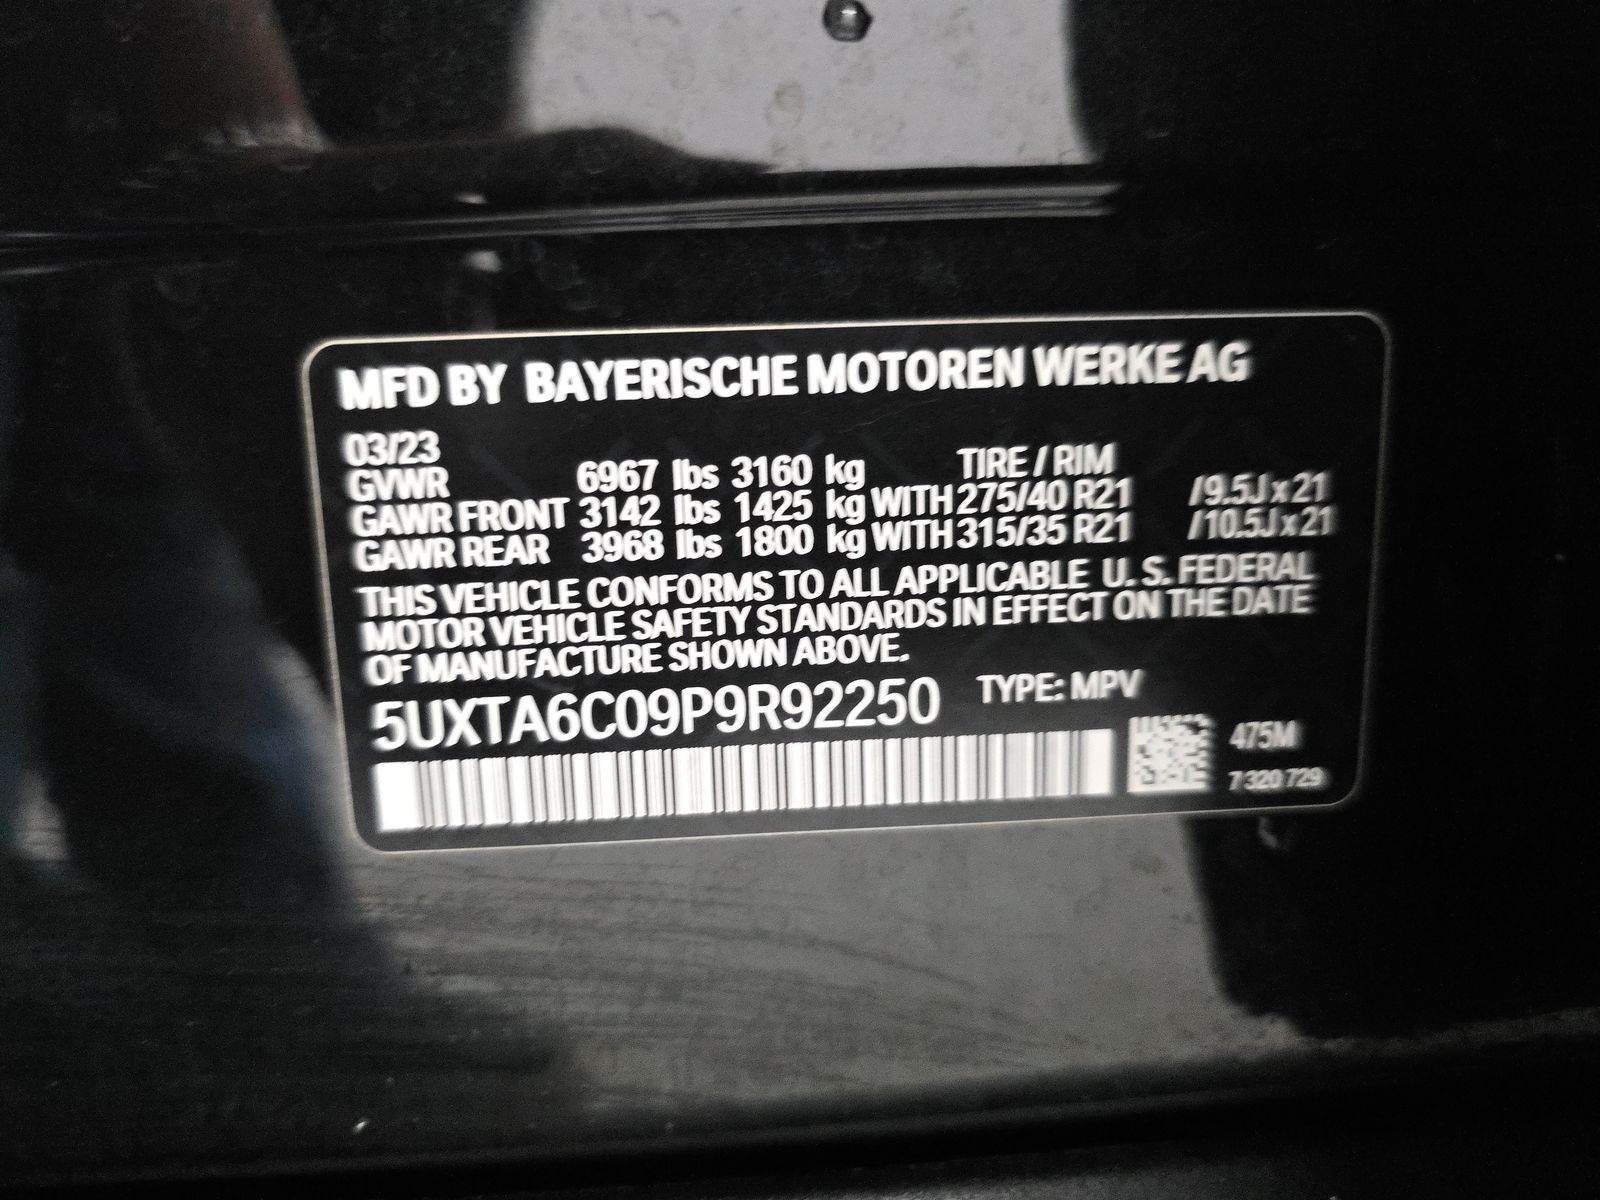 MFD BY BAYERISCHE MOTOREN WERKE AG
03/23
GVWR 6967 lbs 3160 kg TIRE / RIM
GAWR FRONT 3142 lbs 1425 kg WITH 275/40 R21 /9.5J x 21
GAWR REAR 3968 lbs 1800 kg WITH 315/35 R21 /10.5J x 21
THIS VEHICLE CONFORMS TO ALL APPLICABLE U. S. FEDERAL
MOTOR VEHICLE SAFETY STANDARDS IN EFFECT ON THE DATE
OF MANUFACTURE SHOWN ABOVE.
5UXTA6C09P9R92250 TYPE: MPV
475M
7 320 729